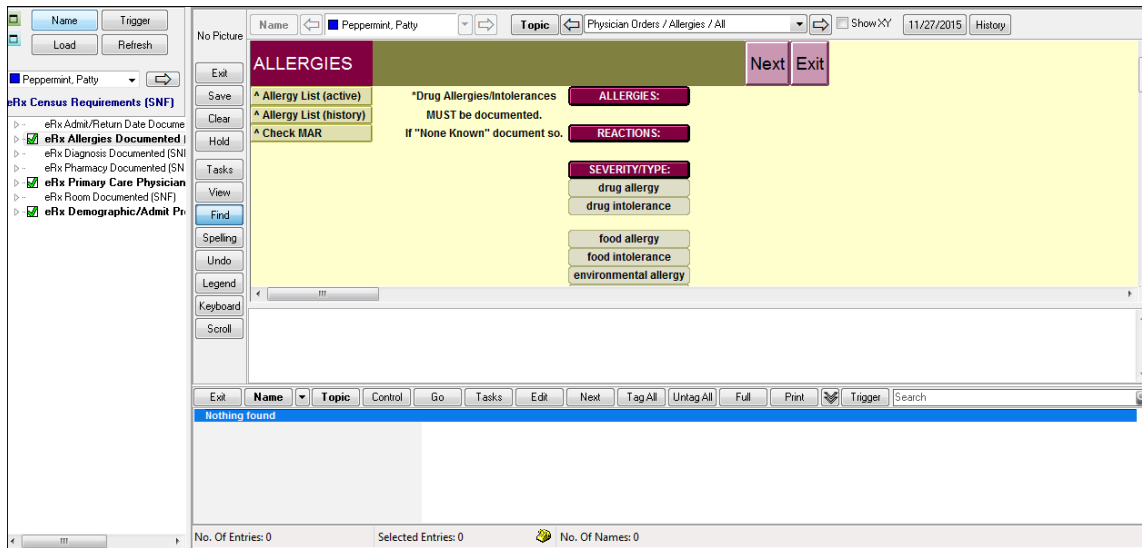 Name Trigger
Load Refresh
Peppermint, Patty
eRx Census Requirements (SNF)
eRx Admit/Return Date Docume
eRx Allergies Documented (
eRx Diagnosis Documented (SNI
eRx Pharmacy Documented (SN
eRx Primary Care Physician
eRx Room Documented (SNF)
eRx Demographic/Admit Pr
No Picture
Exit
Save
Clear
Hold
Tasks
View
Find
Spelling
Undo
Legend
Keyboard
Scroll
Name Peppermint, Patty Topic Physician Orders / Allergies / All Show XY 11/27/2015 History
ALLERGIES Next Exit
^ Allergy List (active) *Drug Allergies/Intolerances ALLERGIES:
^ Allergy List (history) MUST be documented.
^ Check MAR If "None Known" document so. REACTIONS:
SEVERITY/TYPE:
drug allergy
drug intolerance
food allergy
food intolerance
environmental allergy
Exit Name Topic Control Go Tasks Edit Next Tag All Untag All Full Print Trigger Search
Nothing found
No. Of Entries: 0 Selected Entries: 0 No. Of Names: 0